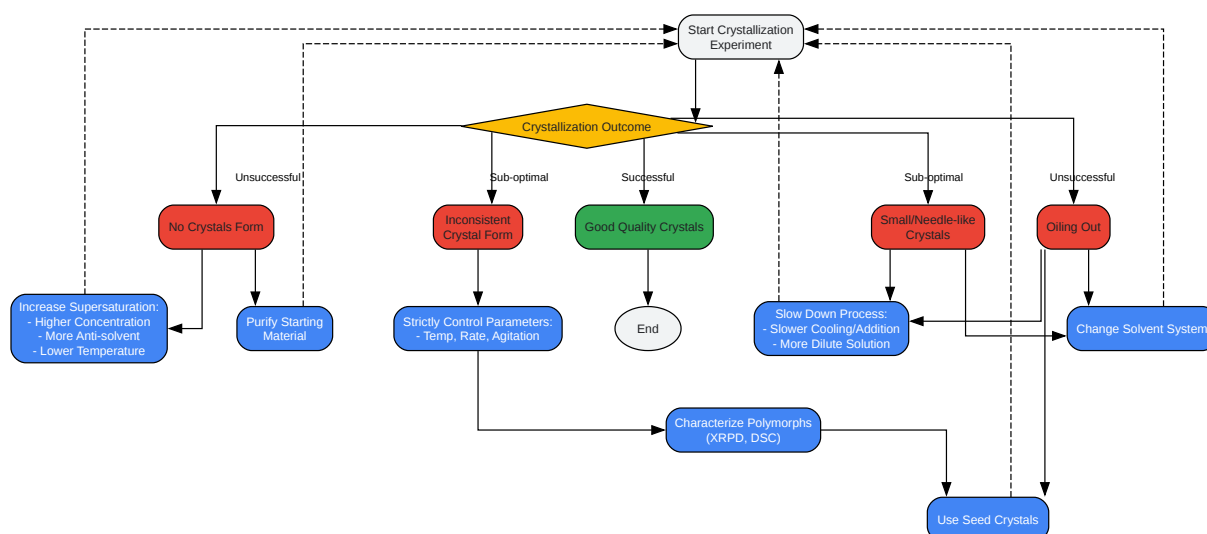 Start Crystallization
Experiment
Crystallization Outcome
Unsuccessful
Sub-optimal
Successful
Sub-optimal
Unsuccessful
No Crystals Form
Inconsistent
Crystal Form
Good Quality Crystals
Small/Needle-like
Crystals
Oiling Out
Increase Supersaturation:
- Higher Concentration
- More Anti-solvent
- Lower Temperature
Purify Starting
Material
Strictly Control Parameters:
- Temp, Rate, Agitation
End
Slow Down Process:
- Slower Cooling/Addition
- More Dilute Solution
Change Solvent System
Characterize Polymorphs
(XRPD, DSC)
Use Seed Crystals